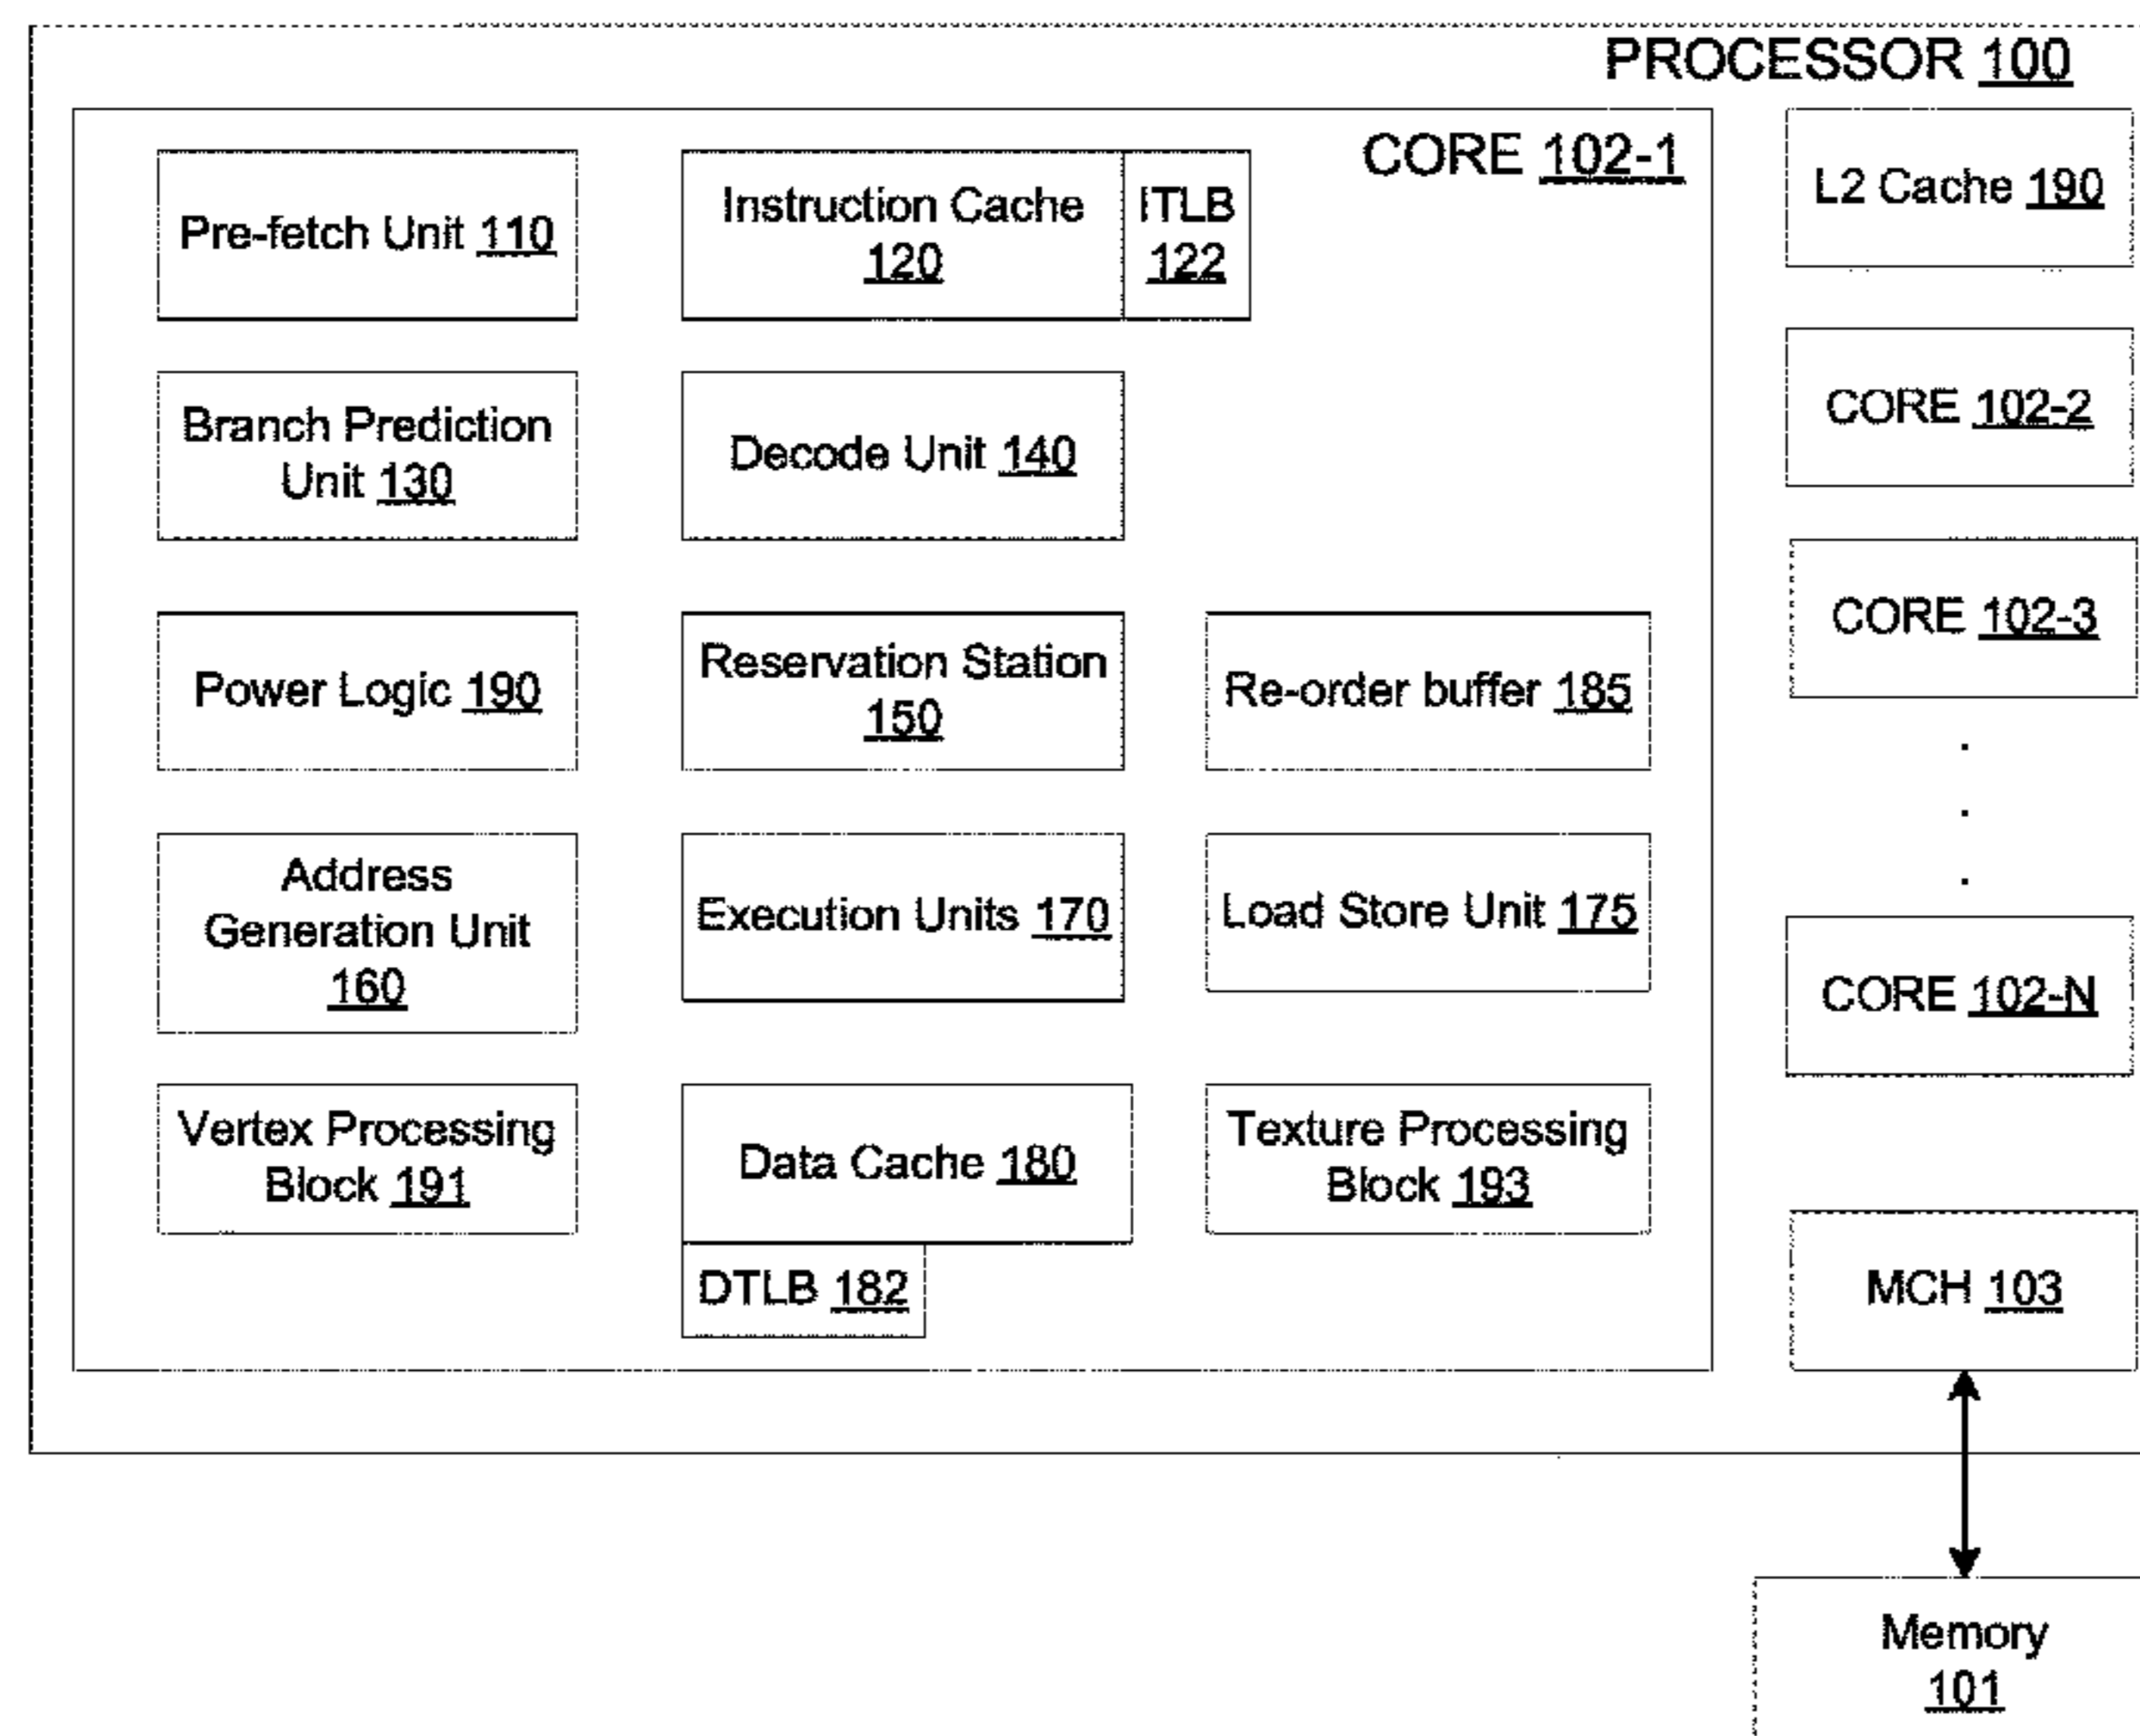 PROCESSOR 100
CORE 102-1
Pre-fetch Unit 110
Instruction Cache
120
ITLB
122
L2 Cache 190
Branch Prediction
Unit 130
Decode Unit 140
CORE 102-2
Power Logic 190
Reservation Station
150
Re-order buffer 185
CORE 102-3
.
.
.
Address
Generation Unit
160
Execution Units 170
Load Store Unit 175
CORE 102-N
Vertex Processing
Block 191
Data Cache 180
DTLB 182
Texture Processing
Block 193
MCH 103
Memory
101